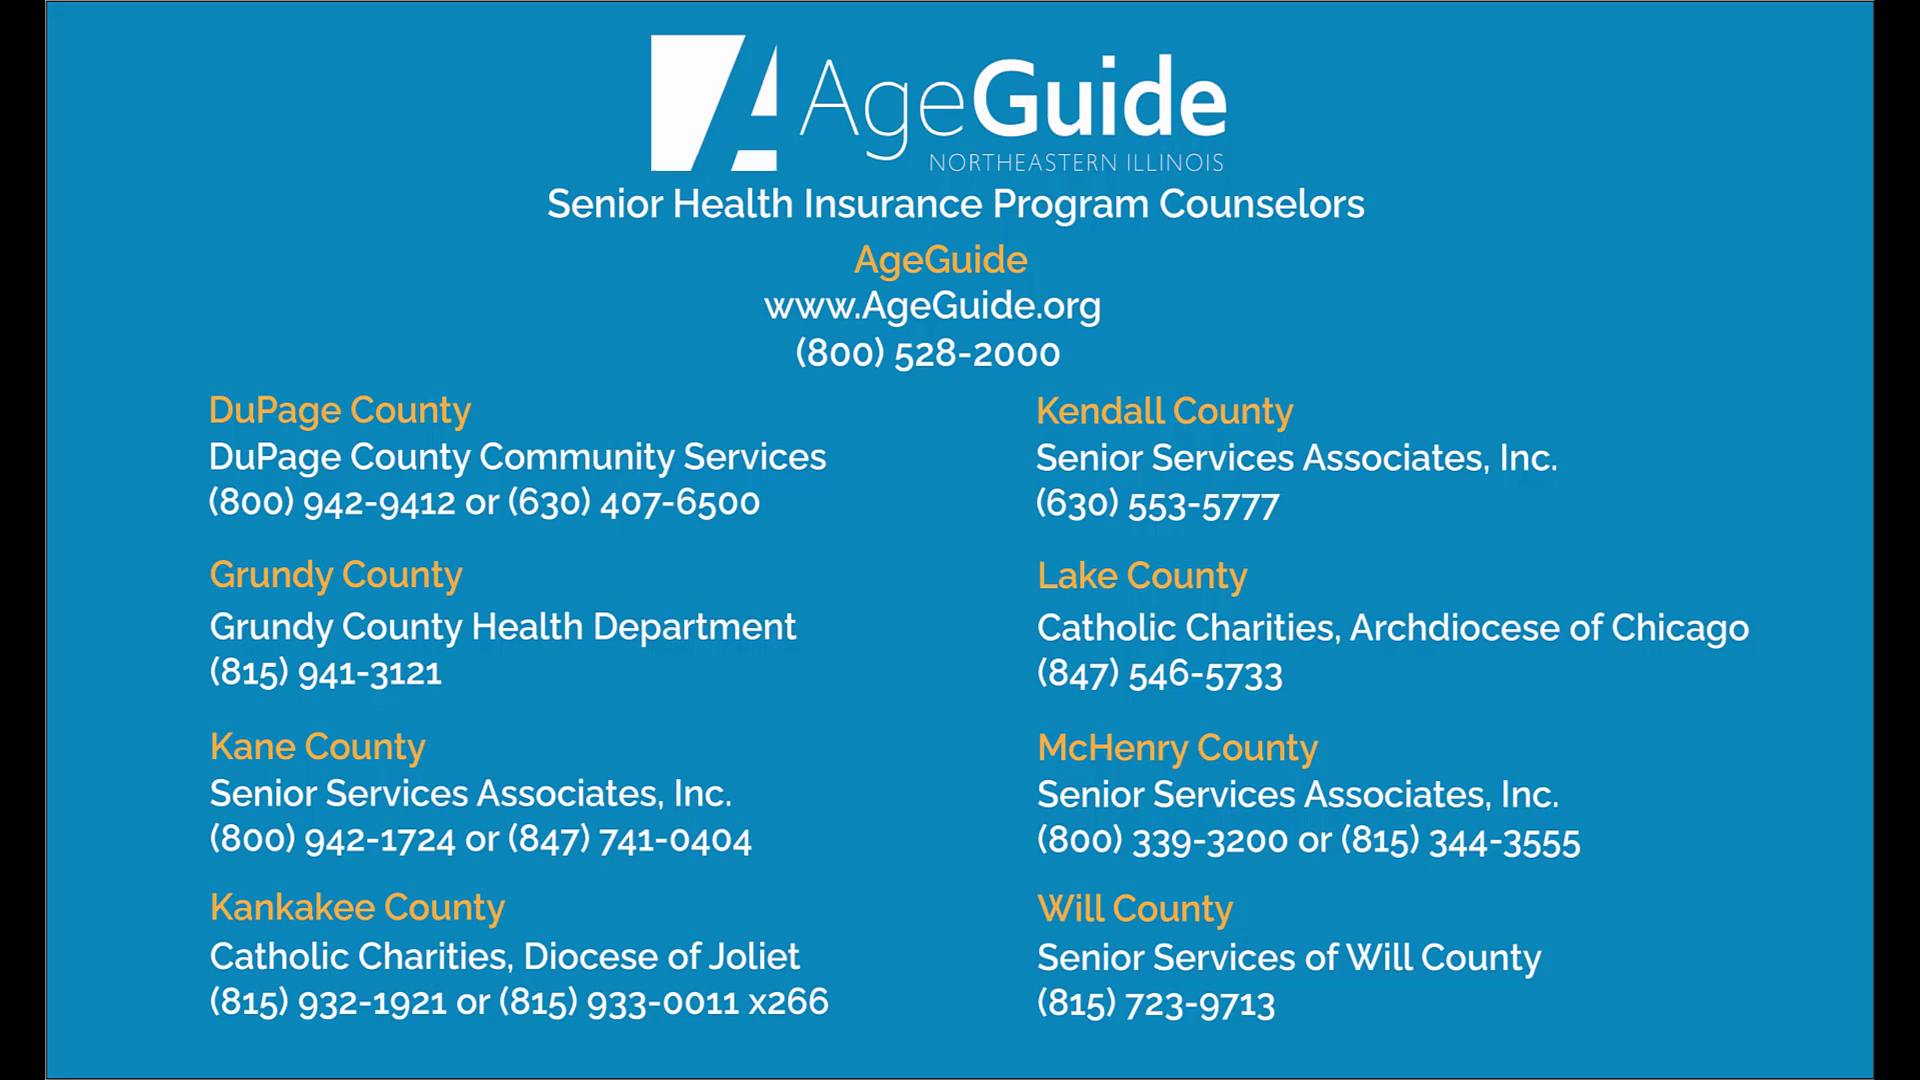 AgeGuide
NORTHEASTERN ILLINOIS
Senior Health Insurance Program Counselors
AgeGuide
www.AgeGuide.org
(800) 528-2000
DuPage County
DuPage County Community Services
(800) 942-9412 or (630) 407-6500
Grundy County
Grundy County Health Department
(815) 941-3121
Kane County
Senior Services Associates, Inc.
(800) 942-1724 or (847) 741-0404
Kankakee County
Catholic Charities, Diocese of Joliet
(815) 932-1921 or (815) 933-0011 x266
Kendall County
Senior Services Associates, Inc.
(630) 553-5777
Lake County
Catholic Charities, Archdiocese of Chicago
(847) 546-5733
McHenry County
Senior Services Associates, Inc.
(800) 339-3200 or (815) 344-3555
Will County
Senior Services of Will County
(815) 723-9713